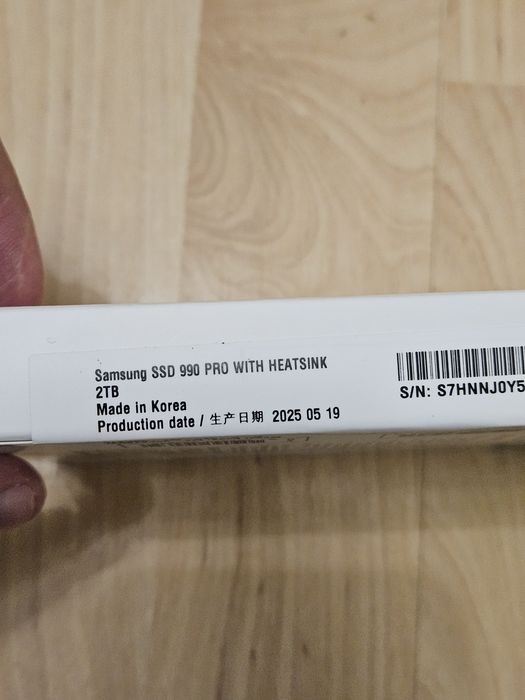 Samsung SSD 990 PRO WITH HEATSINK
2TB
Made in Korea
Production date / 生产日期 2025 05 19
S/N: S7HNNJ0Y5